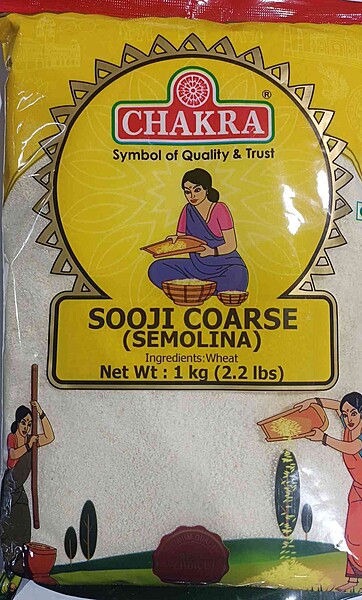 CHAKRA
®
Symbol of Quality & Trust
SOOJI COARSE
(SEMOLINA)
Ingredients:Wheat
Net Wt : 1 kg (2.2 lbs)